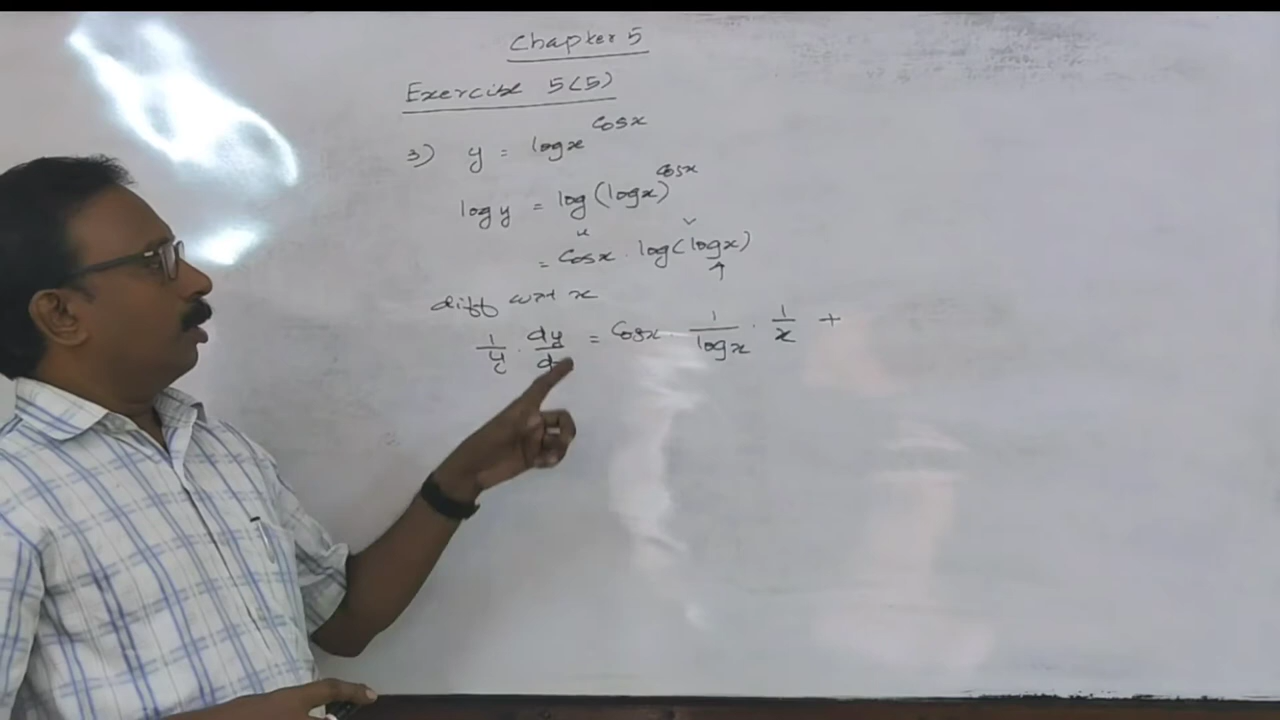 Chapter 5
Exercise 5(5)
3) y = logx^cosx
log y = log(logx)^cosx
= cosx . log(logx)
diff wrt x
1/y . dy/d = cosx . 1/logx . 1/x +